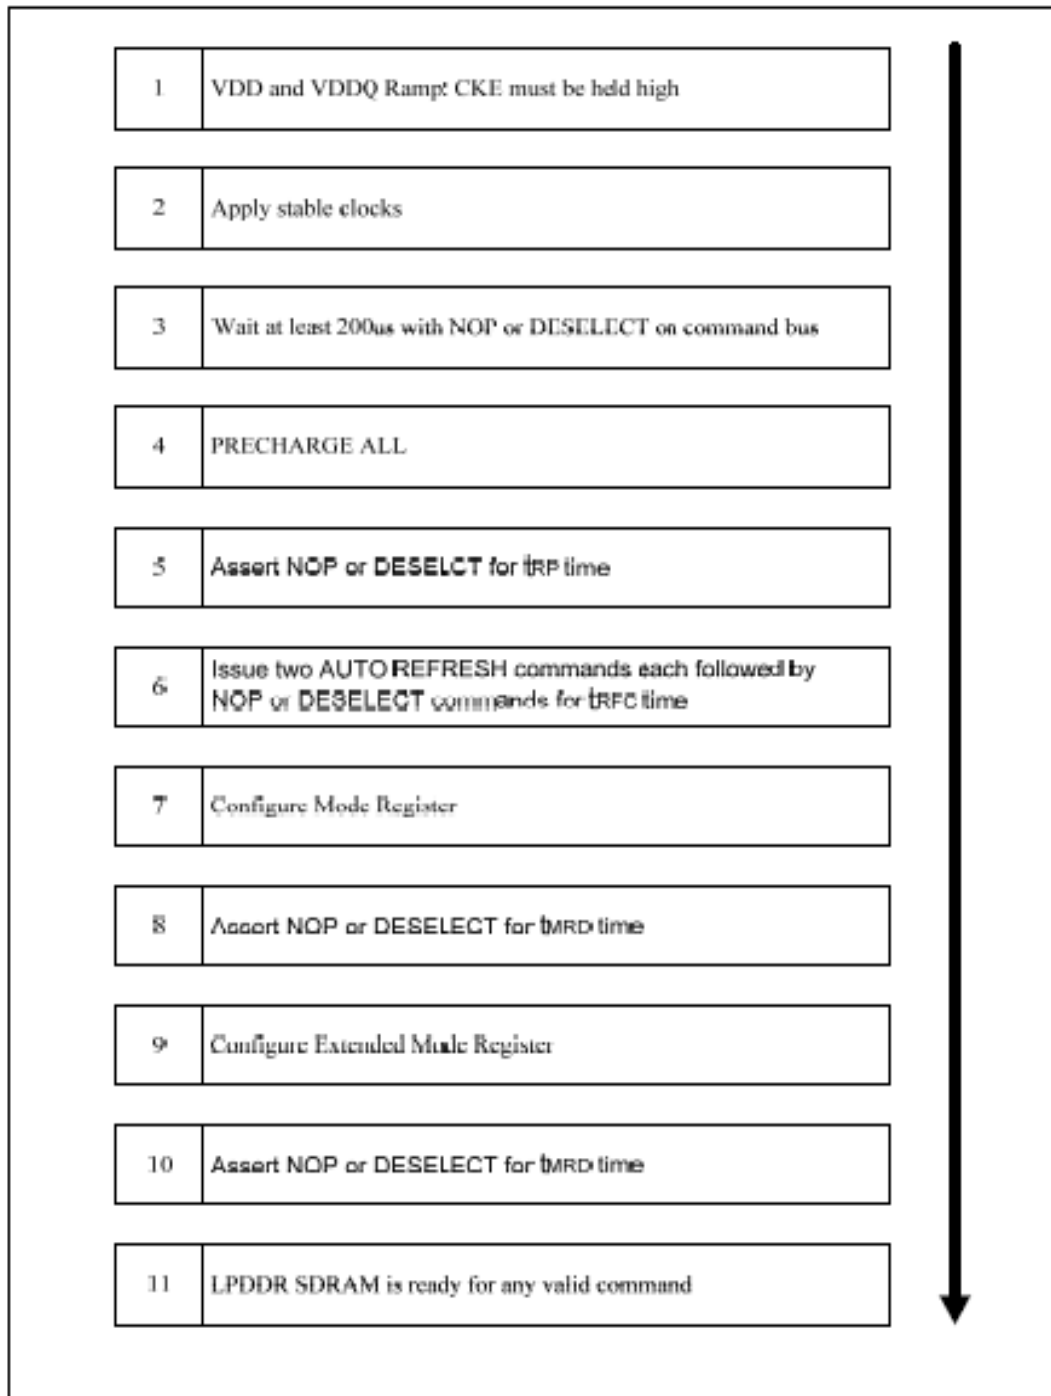 1
VDD and VDDQ Ramp: CKE must be held high
2
Apply stable clocks
3
Wait at least 200us with NOP or DESELECT on command bus
4
PRECHARGE ALL
5
Assert NOP or DESELCT for tRP time
6
Issue two AUTO REFRESH commands each followed by
NOP or DESELECT commands for tRFC time
7
Configure Mode Register
8
Assert NOP or DESELECT for tMRD time
9
Configure Extended Mode Register
10
Assert NOP or DESELECT for tMRD time
11
LPDDR SDRAM is ready for any valid command